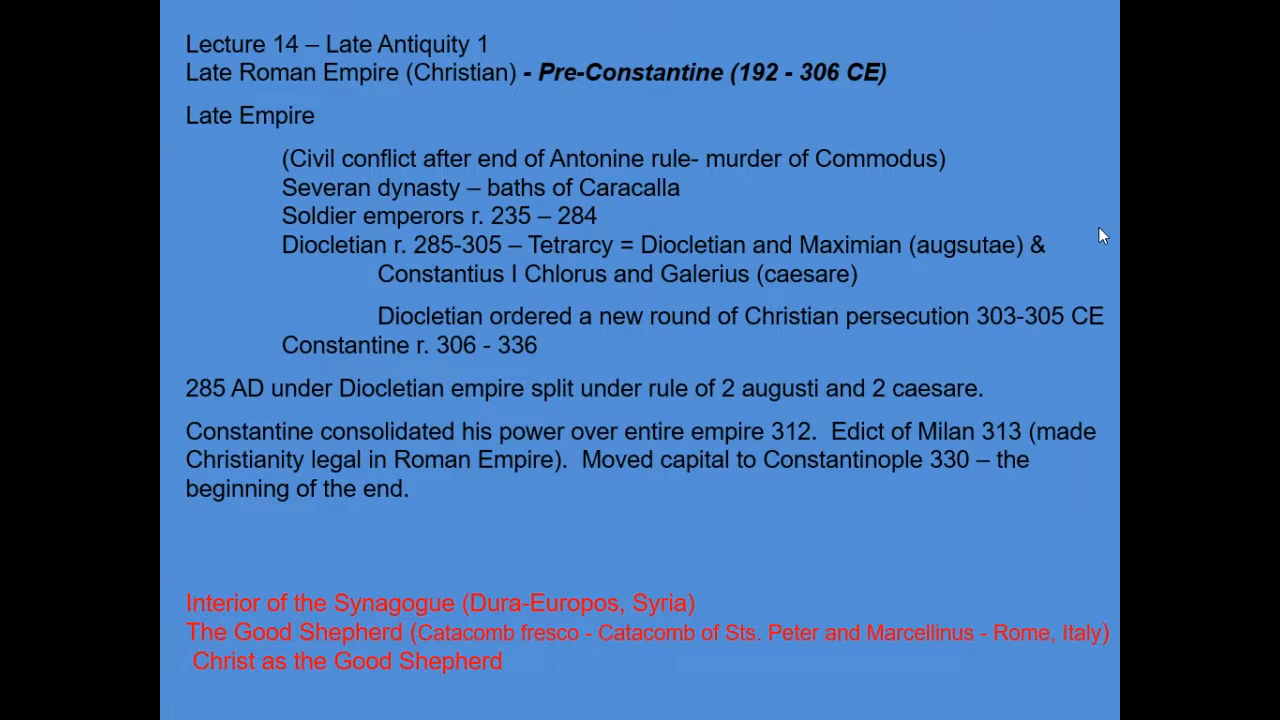 Lecture 14 – Late Antiquity 1
Late Roman Empire (Christian) - Pre-Constantine (192 - 306 CE)
Late Empire
(Civil conflict after end of Antonine rule- murder of Commodus)
Severan dynasty – baths of Caracalla
Soldier emperors r. 235 – 284
Diocletian r. 285-305 – Tetrarcy = Diocletian and Maximian (augsutae) &
Constantius I Chlorus and Galerius (caesare)
Diocletian ordered a new round of Christian persecution 303-305 CE
Constantine r. 306 - 336
285 AD under Diocletian empire split under rule of 2 augusti and 2 caesare.
Constantine consolidated his power over entire empire 312.  Edict of Milan 313 (made
Christianity legal in Roman Empire).  Moved capital to Constantinople 330 – the
beginning of the end.
Interior of the Synagogue (Dura-Europos, Syria)
The Good Shepherd (Catacomb fresco - Catacomb of Sts. Peter and Marcellinus - Rome, Italy)
Christ as the Good Shepherd